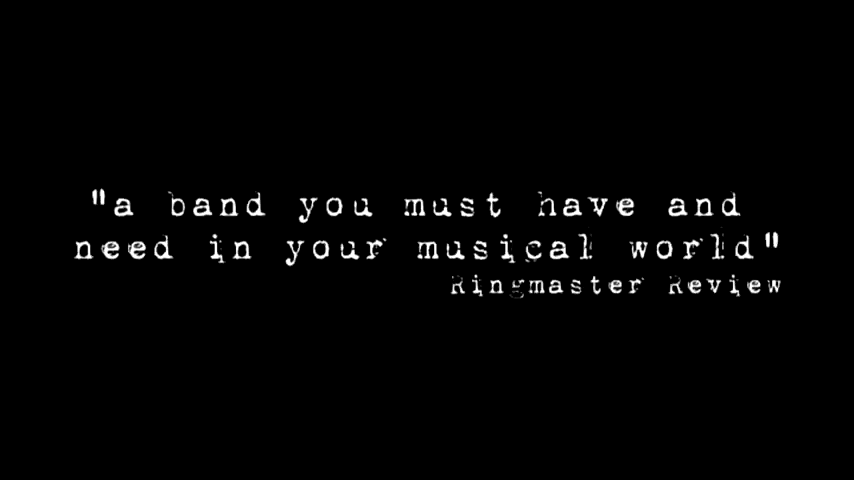 "a band you must have and
need in your musical world"
Ringmaster Review